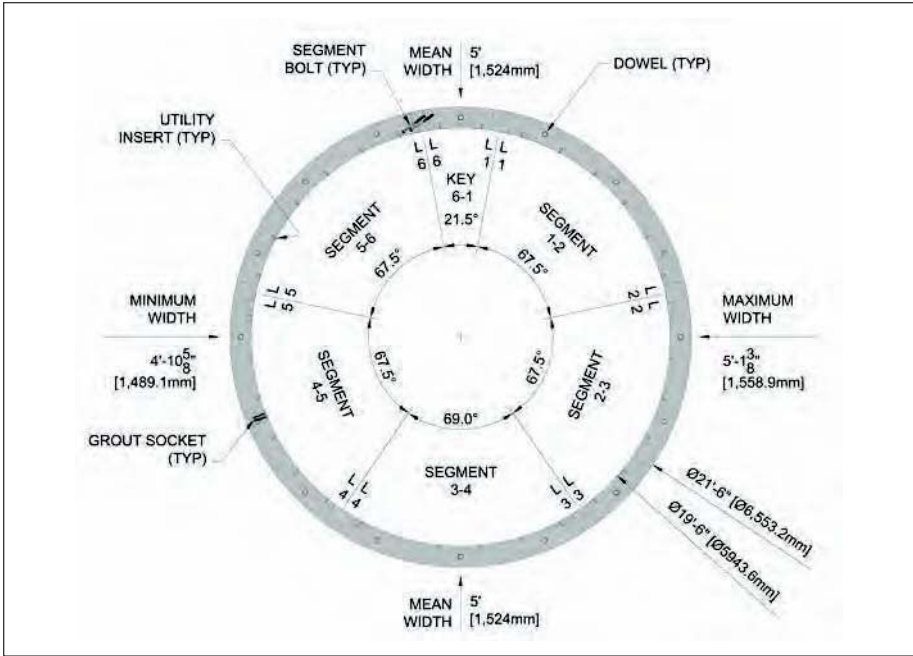 SEGMENT
BOLT (TYP)
MEAN
WIDTH
5'
[1,524mm]
DOWEL (TYP)
UTILITY
INSERT (TYP)
L L
6 6
KEY
6-1
21.5°
L L
1 1
SEGMENT
5-6
67.5°
SEGMENT
1-2
67.5°
L L
5 5
L L
2 2
MINIMUM
WIDTH
4'-10 5/8"
[1,489.1mm]
MAXIMUM
WIDTH
5'-1 3/8"
[1,558.9mm]
SEGMENT
4-5
67.5°
SEGMENT
2-3
67.5°
69.0°
GROUT SOCKET
(TYP)
SEGMENT
3-4
L L
4 4
L L
3 3
Ø21'-6" [Ø6,553.2mm]
Ø19'-6" [Ø5943.6mm]
MEAN
WIDTH
5'
[1,524mm]